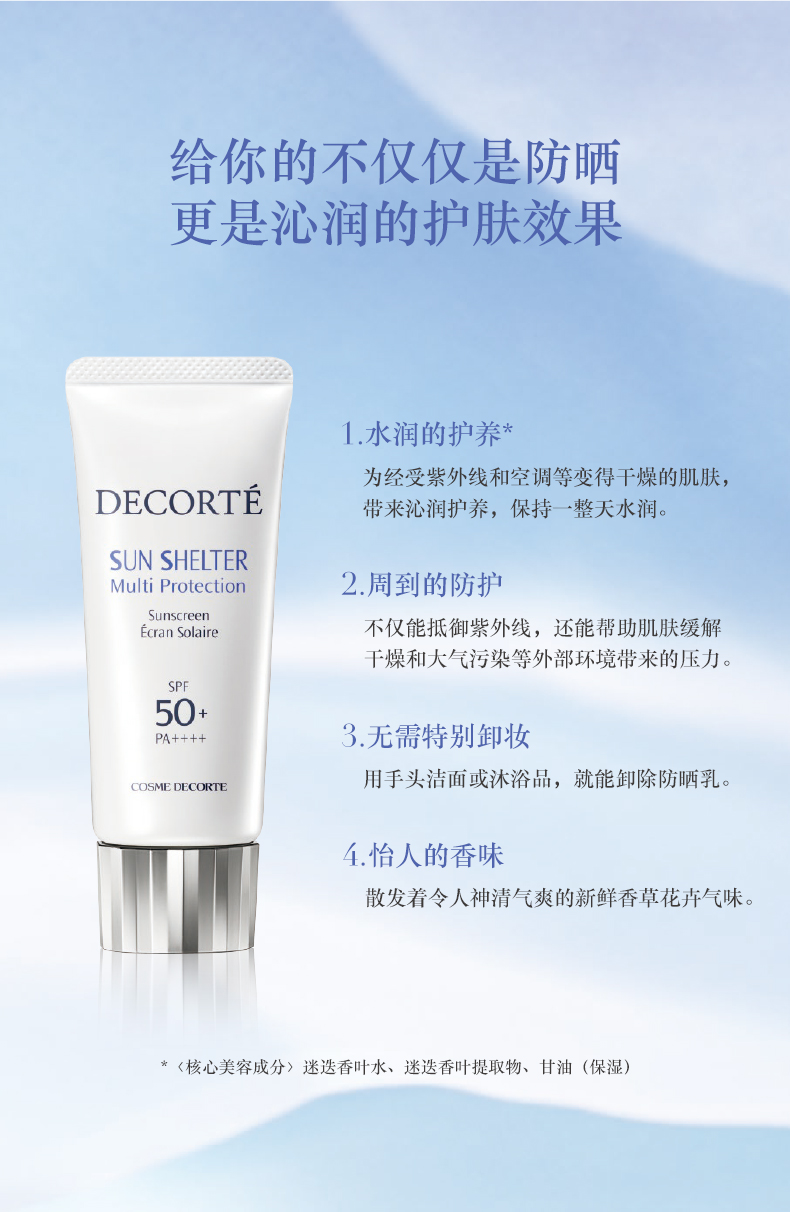 给你的不仅仅是防晒
更是沁润的护肤效果
DECORTÉ
SUN SHELTER
Multi Protection
Sunscreen
Écran Solaire
SPF
50+
PA++++
COSME DECORTE
1.水润的护养*
为经受紫外线和空调等变得干燥的肌肤，
带来沁润护养，保持一整天水润。
2.周到的防护
不仅能抵御紫外线，还能帮助肌肤缓解
干燥和大气污染等外部环境带来的压力。
3.无需特别卸妆
用手头洁面或沐浴品，就能卸除防晒乳。
4.怡人的香味
散发着令人神清气爽的新鲜香草花卉气味。
*〈核心美容成分〉迷迭香叶水、迷迭香叶提取物、甘油（保湿）